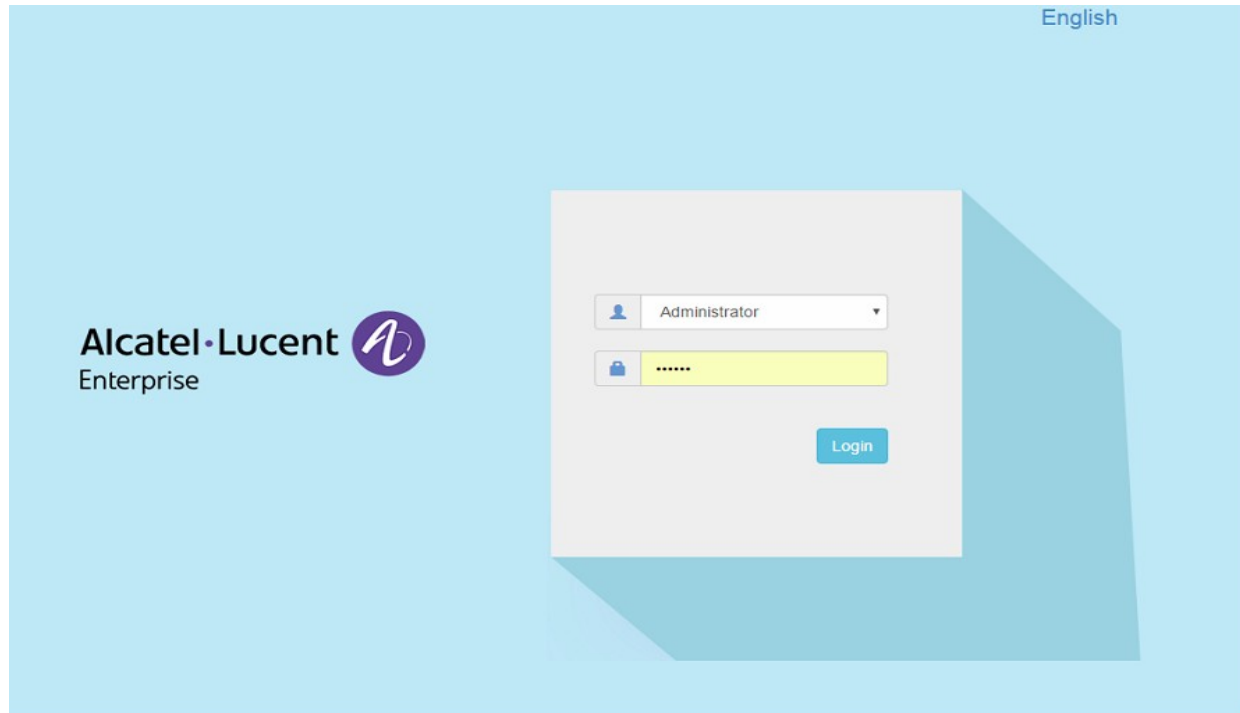 English
Alcatel·Lucent
Enterprise
Administrator
••••••
Login